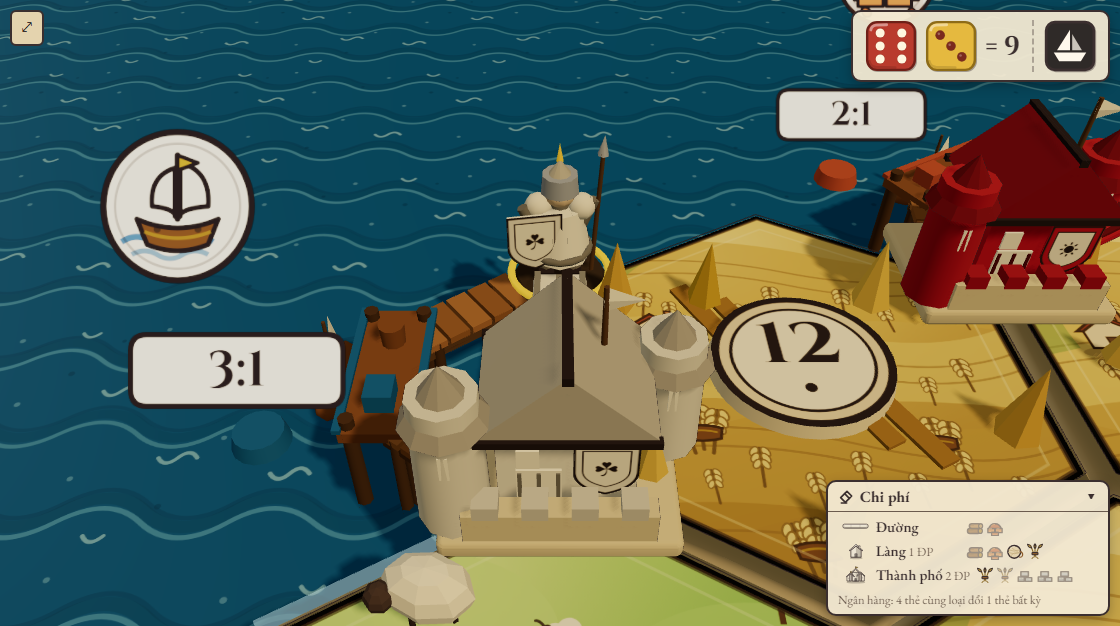 = 9
2:1
3:1
12
Chi phí
Đường
Làng 1 ĐP
Thành phố 2 ĐP
Ngân hàng: 4 thẻ cùng loại đổi 1 thẻ bất kỳ